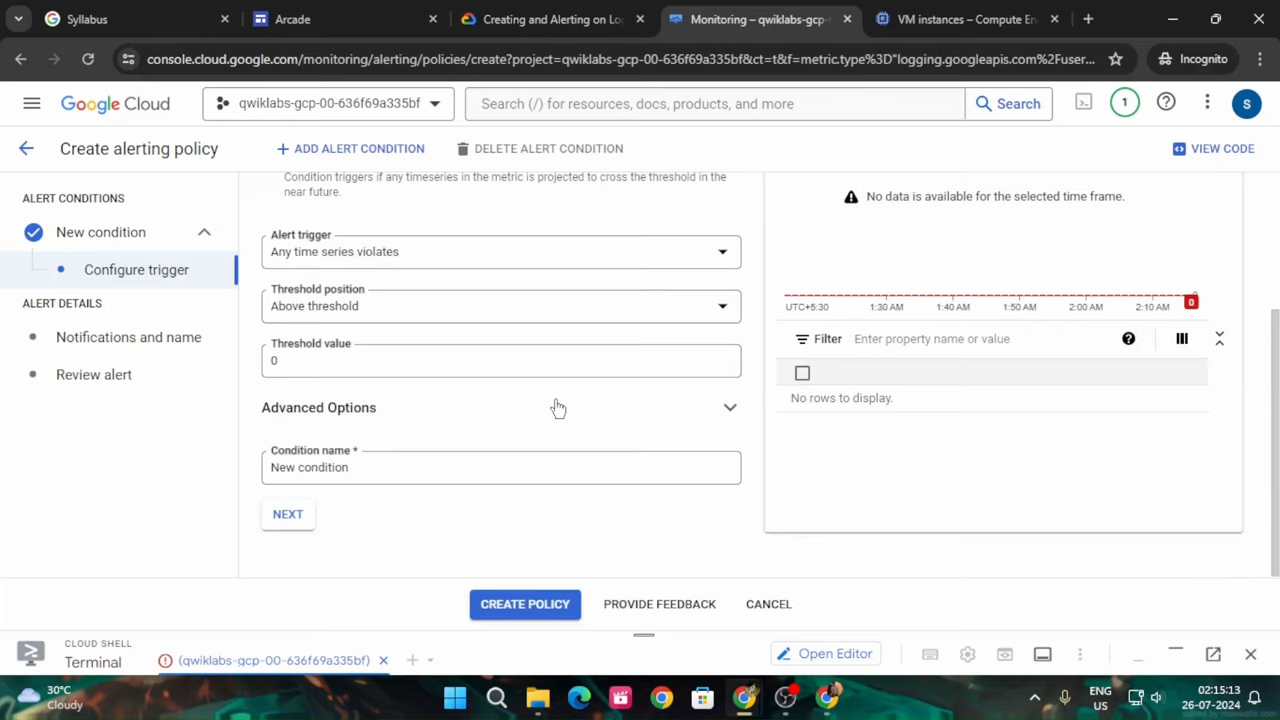 Syllabus
Arcade
Creating and Alerting on Lo
Monitoring – qwiklabs-gcp-
VM instances – Compute En
console.cloud.google.com/monitoring/alerting/policies/create?project=qwiklabs-gcp-00-636f69a335bf&ct=t&f=metric.type%3D"logging.googleapis.com%2Fuser...
Incognito
Google Cloud
qwiklabs-gcp-00-636f69a335bf
Search (/) for resources, docs, products, and more
Search
1
S
Create alerting policy
ADD ALERT CONDITION
DELETE ALERT CONDITION
VIEW CODE
ALERT CONDITIONS
New condition
Configure trigger
ALERT DETAILS
Notifications and name
Review alert
Condition triggers if any timeseries in the metric is projected to cross the threshold in the
near future.
Alert trigger
Any time series violates
Threshold position
Above threshold
Threshold value
0
Advanced Options
Condition name *
New condition
NEXT
No data is available for the selected time frame.
0
UTC+5:30 1:30 AM 1:40 AM 1:50 AM 2:00 AM 2:10 AM
Filter Enter property name or value
No rows to display.
CREATE POLICY
PROVIDE FEEDBACK
CANCEL
CLOUD SHELL
Terminal
(qwiklabs-gcp-00-636f69a335bf)
Open Editor
30°C
Cloudy
ENG
US
02:15:13
26-07-2024